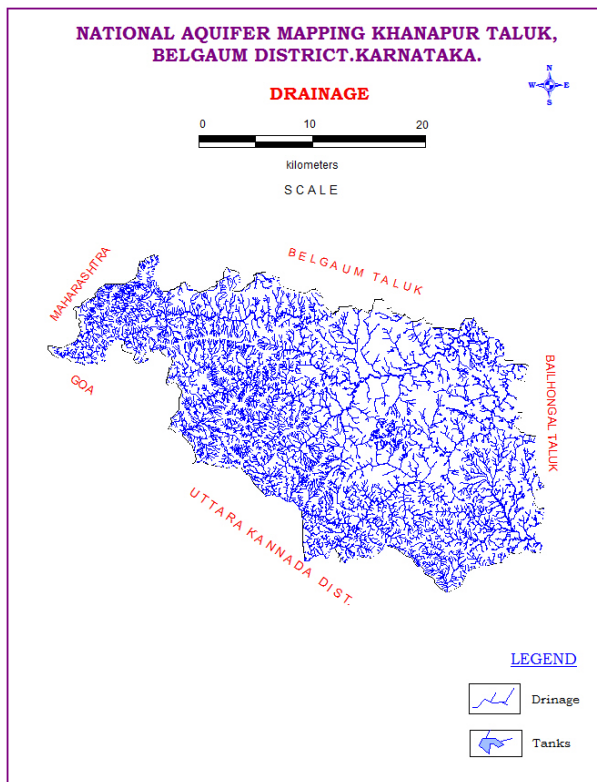 NATIONAL AQUIFER MAPPING KHANAPUR TALUK,
BELGAUM DISTRICT.KARNATAKA.
N
W E
S
DRAINAGE
0 10 20
kilometers
SCALE
BELGAUM TALUK
MAHARASHTRA
GOA
BAILHONGAL TALUK
UTTARA KANNADA DIST.
LEGEND
Drinage
Tanks